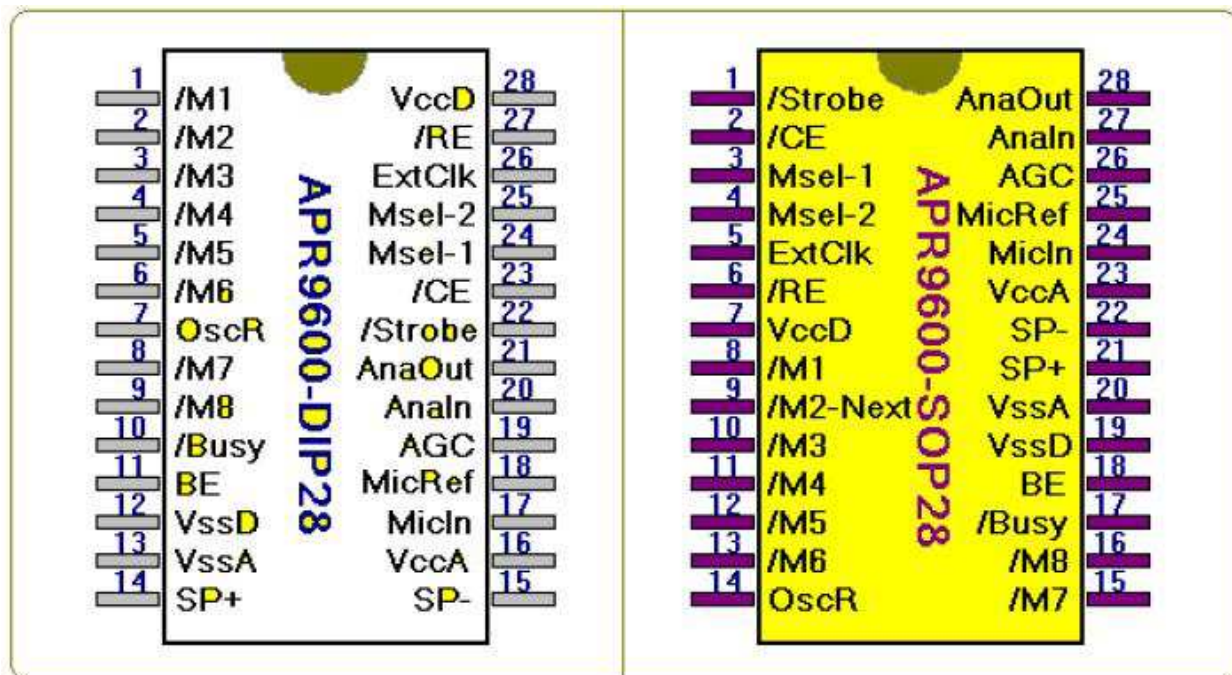 1 /M1 VccD 28
2 /M2 /RE 27
3 /M3 ExtClk 26
4 /M4 Msel-2 25
5 /M5 Msel-1 24
6 /M6 /CE 23
7 OscR /Strobe 22
8 /M7 AnaOut 21
9 /M8 AnaIn 20
10 /Busy AGC 19
11 BE MicRef 18
12 VssD MicIn 17
13 VssA VccA 16
14 SP+ SP- 15
APR9600-DIP28
1 /Strobe AnaOut 28
2 /CE AnaIn 27
3 Msel-1 AGC 26
4 Msel-2 MicRef 25
5 ExtClk MicIn 24
6 /RE VccA 23
7 VccD SP- 22
8 /M1 SP+ 21
9 /M2-Next VssA 20
10 /M3 VssD 19
11 /M4 BE 18
12 /M5 /Busy 17
13 /M6 /M8 16
14 OscR /M7 15
APR9600-SOP28